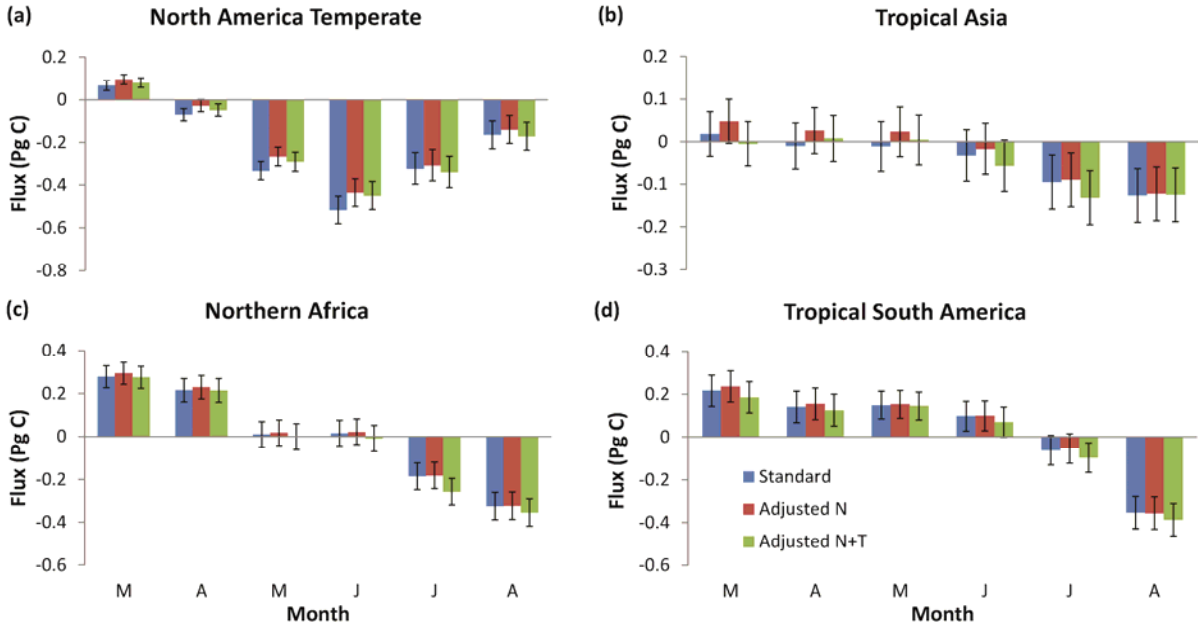 (a) North America Temperate
0.2
0
-0.2
-0.4
-0.6
-0.8
Flux (Pg C)
(b) Tropical Asia
0.2
0.1
0
-0.1
-0.2
-0.3
Flux (Pg C)
(c) Northern Africa
0.4
0.2
0
-0.2
-0.4
-0.6
Flux (Pg C)
M A M J J A
Month
(d) Tropical South America
0.4
0.2
0
-0.2
-0.4
-0.6
Flux (Pg C)
Standard
Adjusted N
Adjusted N+T
M A M J J A
Month